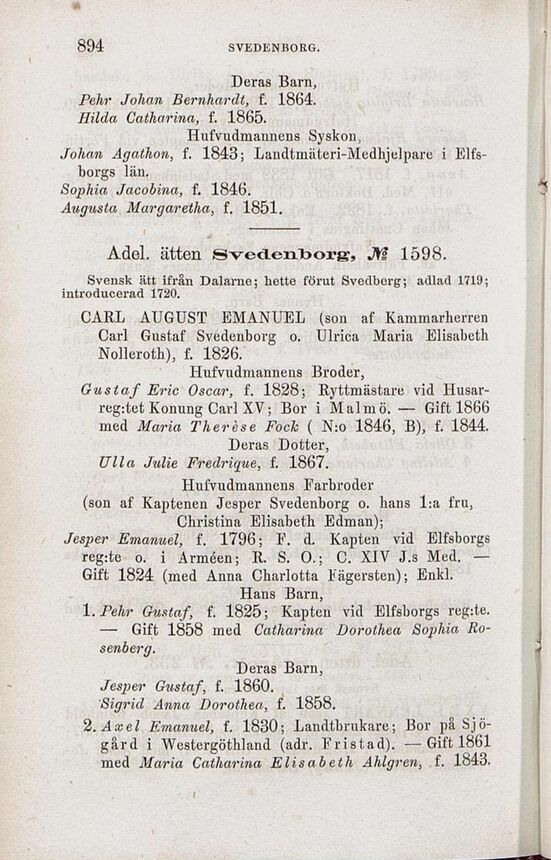 894
SVEDENBORG.
Deras Barn,
Pehr Johan Bernhardt, f. 1864.
Hilda Catharina, f. 1865.
Hufvudmannens Syskon,
Johan Agathon, f. 1843; Landtmäteri-Medhjelpare i Elfs-
borgs län.
Sophia Jacobina, f. 1846.
Augusta Margaretha, f. 1851.
Adel. ätten Svedenborg, № 1598.
Svensk ätt ifrån Dalarne; hette förut Svedberg; adlad 1719;
introducerad 1720.
CARL AUGUST EMANUEL (son af Kammarherren
Carl Gustaf Svedenborg o. Ulrica Maria Elisabeth
Nolleroth), f. 1826.
Hufvudmannens Broder,
Gustaf Eric Oscar, f. 1828; Ryttmästare vid Husar-
reg:tet Konung Carl XV; Bor i Malmö. — Gift 1866
med Maria Therèse Fock ( N:o 1846, B), f. 1844.
Deras Dotter,
Ulla Julie Fredrique, f. 1867.
Hufvudmannens Farbroder
(son af Kaptenen Jesper Svedenborg o. hans 1:a fru,
Christina Elisabeth Edman);
Jesper Emanuel, f. 1796; F. d. Kapten vid Elfsborgs
reg:te o. i Arméen; R. S. O.; C. XIV J.s Med. —
Gift 1824 (med Anna Charlotta Fägersten); Enkl.
Hans Barn,
1. Pehr Gustaf, f. 1825; Kapten vid Elfsborgs reg:te.
— Gift 1858 med Catharina Dorothea Sophia Ro-
senberg.
Deras Barn,
Jesper Gustaf, f. 1860.
Sigrid Anna Dorothea, f. 1858.
2. Axel Emanuel, f. 1830; Landtbrukare; Bor på Sjö-
gård i Westergöthland (adr. Fristad). — Gift 1861
med Maria Catharina Elisabeth Ahlgren, f. 1843.